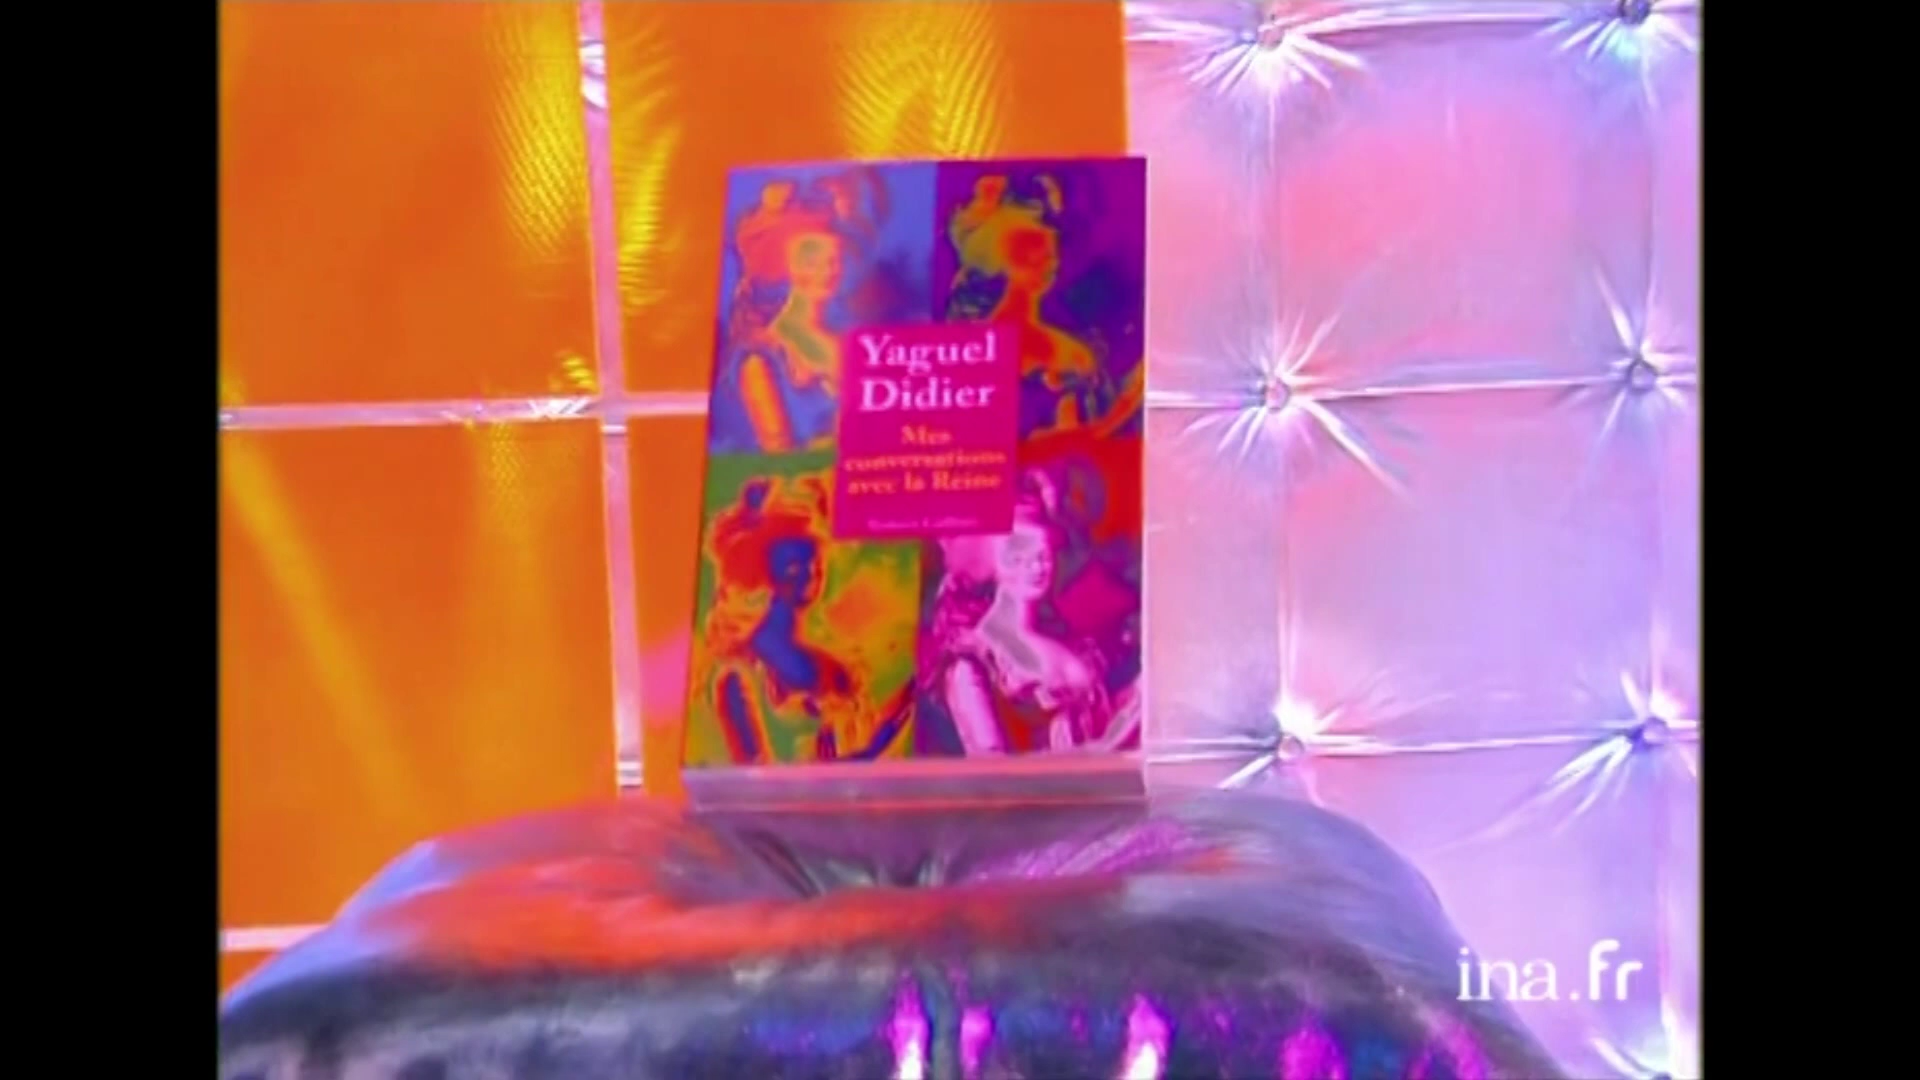 Yaguel
Didier
Mes
conversations
avec la Reine
ina.fr